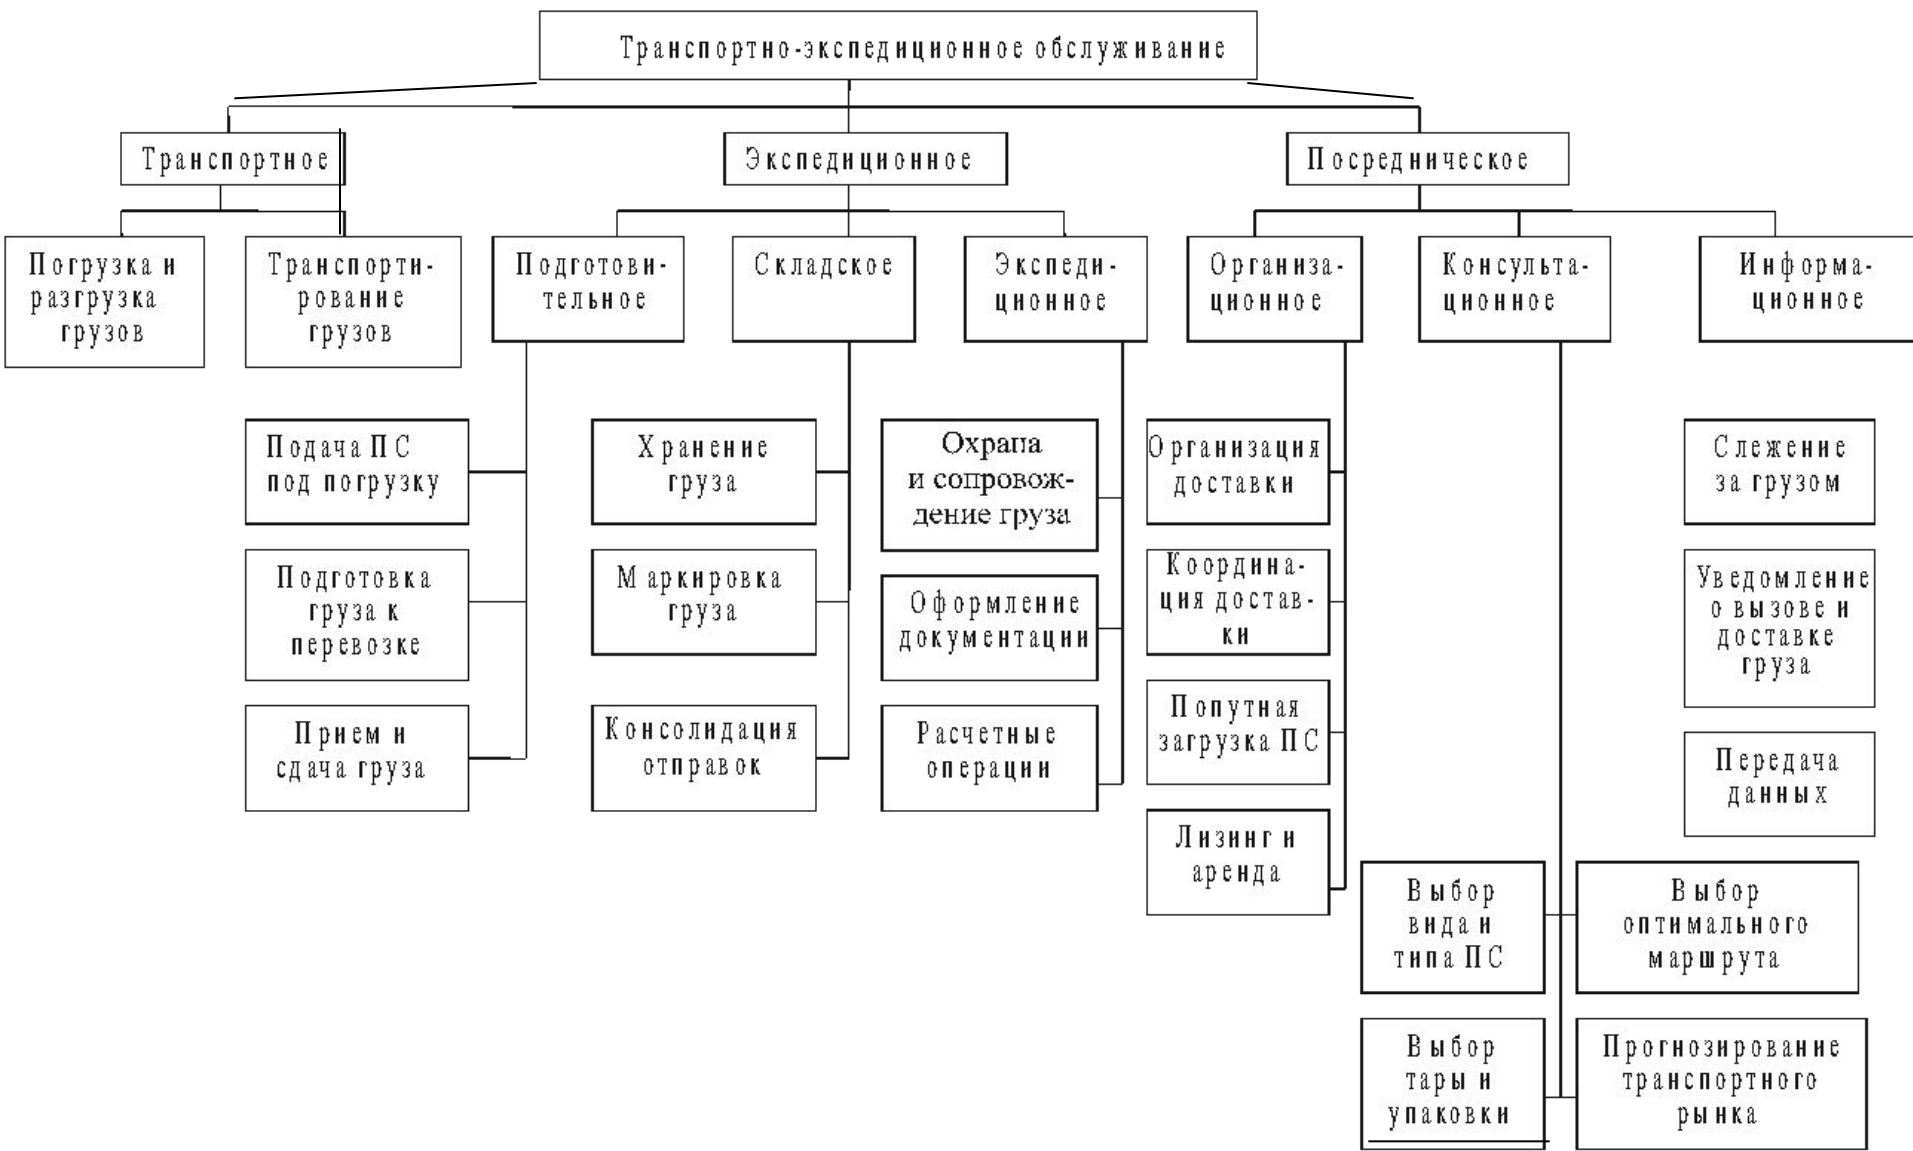 Транспортно-экспедиционное обслуживание
Транспортное
Экспедиционное
Посредническое
Погрузка и
разгрузка
грузов
Транспорти-
рование
грузов
Подготови-
тельное
Складское
Экспеди-
ционное
Организа-
ционное
Консульта-
ционное
Информа-
ционное
Подача ПС
под погрузку
Подготовка
груза к
перевозке
Прием и
сдача груза
Хранение
груза
Маркировка
груза
Консолидация
отправок
Охрана
и сопровож-
дение груза
Оформление
документации
Расчетные
операции
Организация
доставки
Координа-
ция достав-
ки
Попутная
загрузка ПС
Лизинг и
аренда
Выбор
вида и
типа ПС
Выбор
оптимального
маршрута
Выбор
тары и
упаковки
Прогнозирование
транспортного
рынка
Слежение
за грузом
Уведомление
о вызове и
доставке
груза
Передача
данных